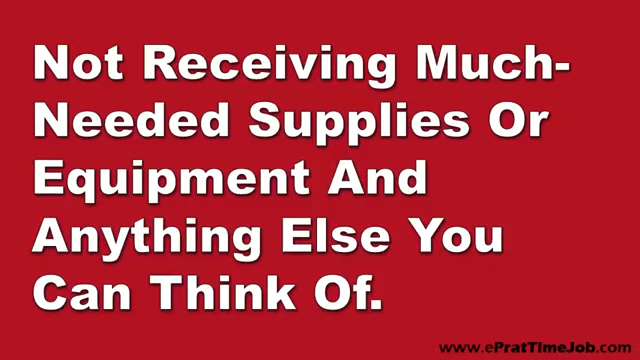 Not Receiving Much-
Needed Supplies Or
Equipment And
Anything Else You
Can Think Of.
www.ePratTimeJob.com